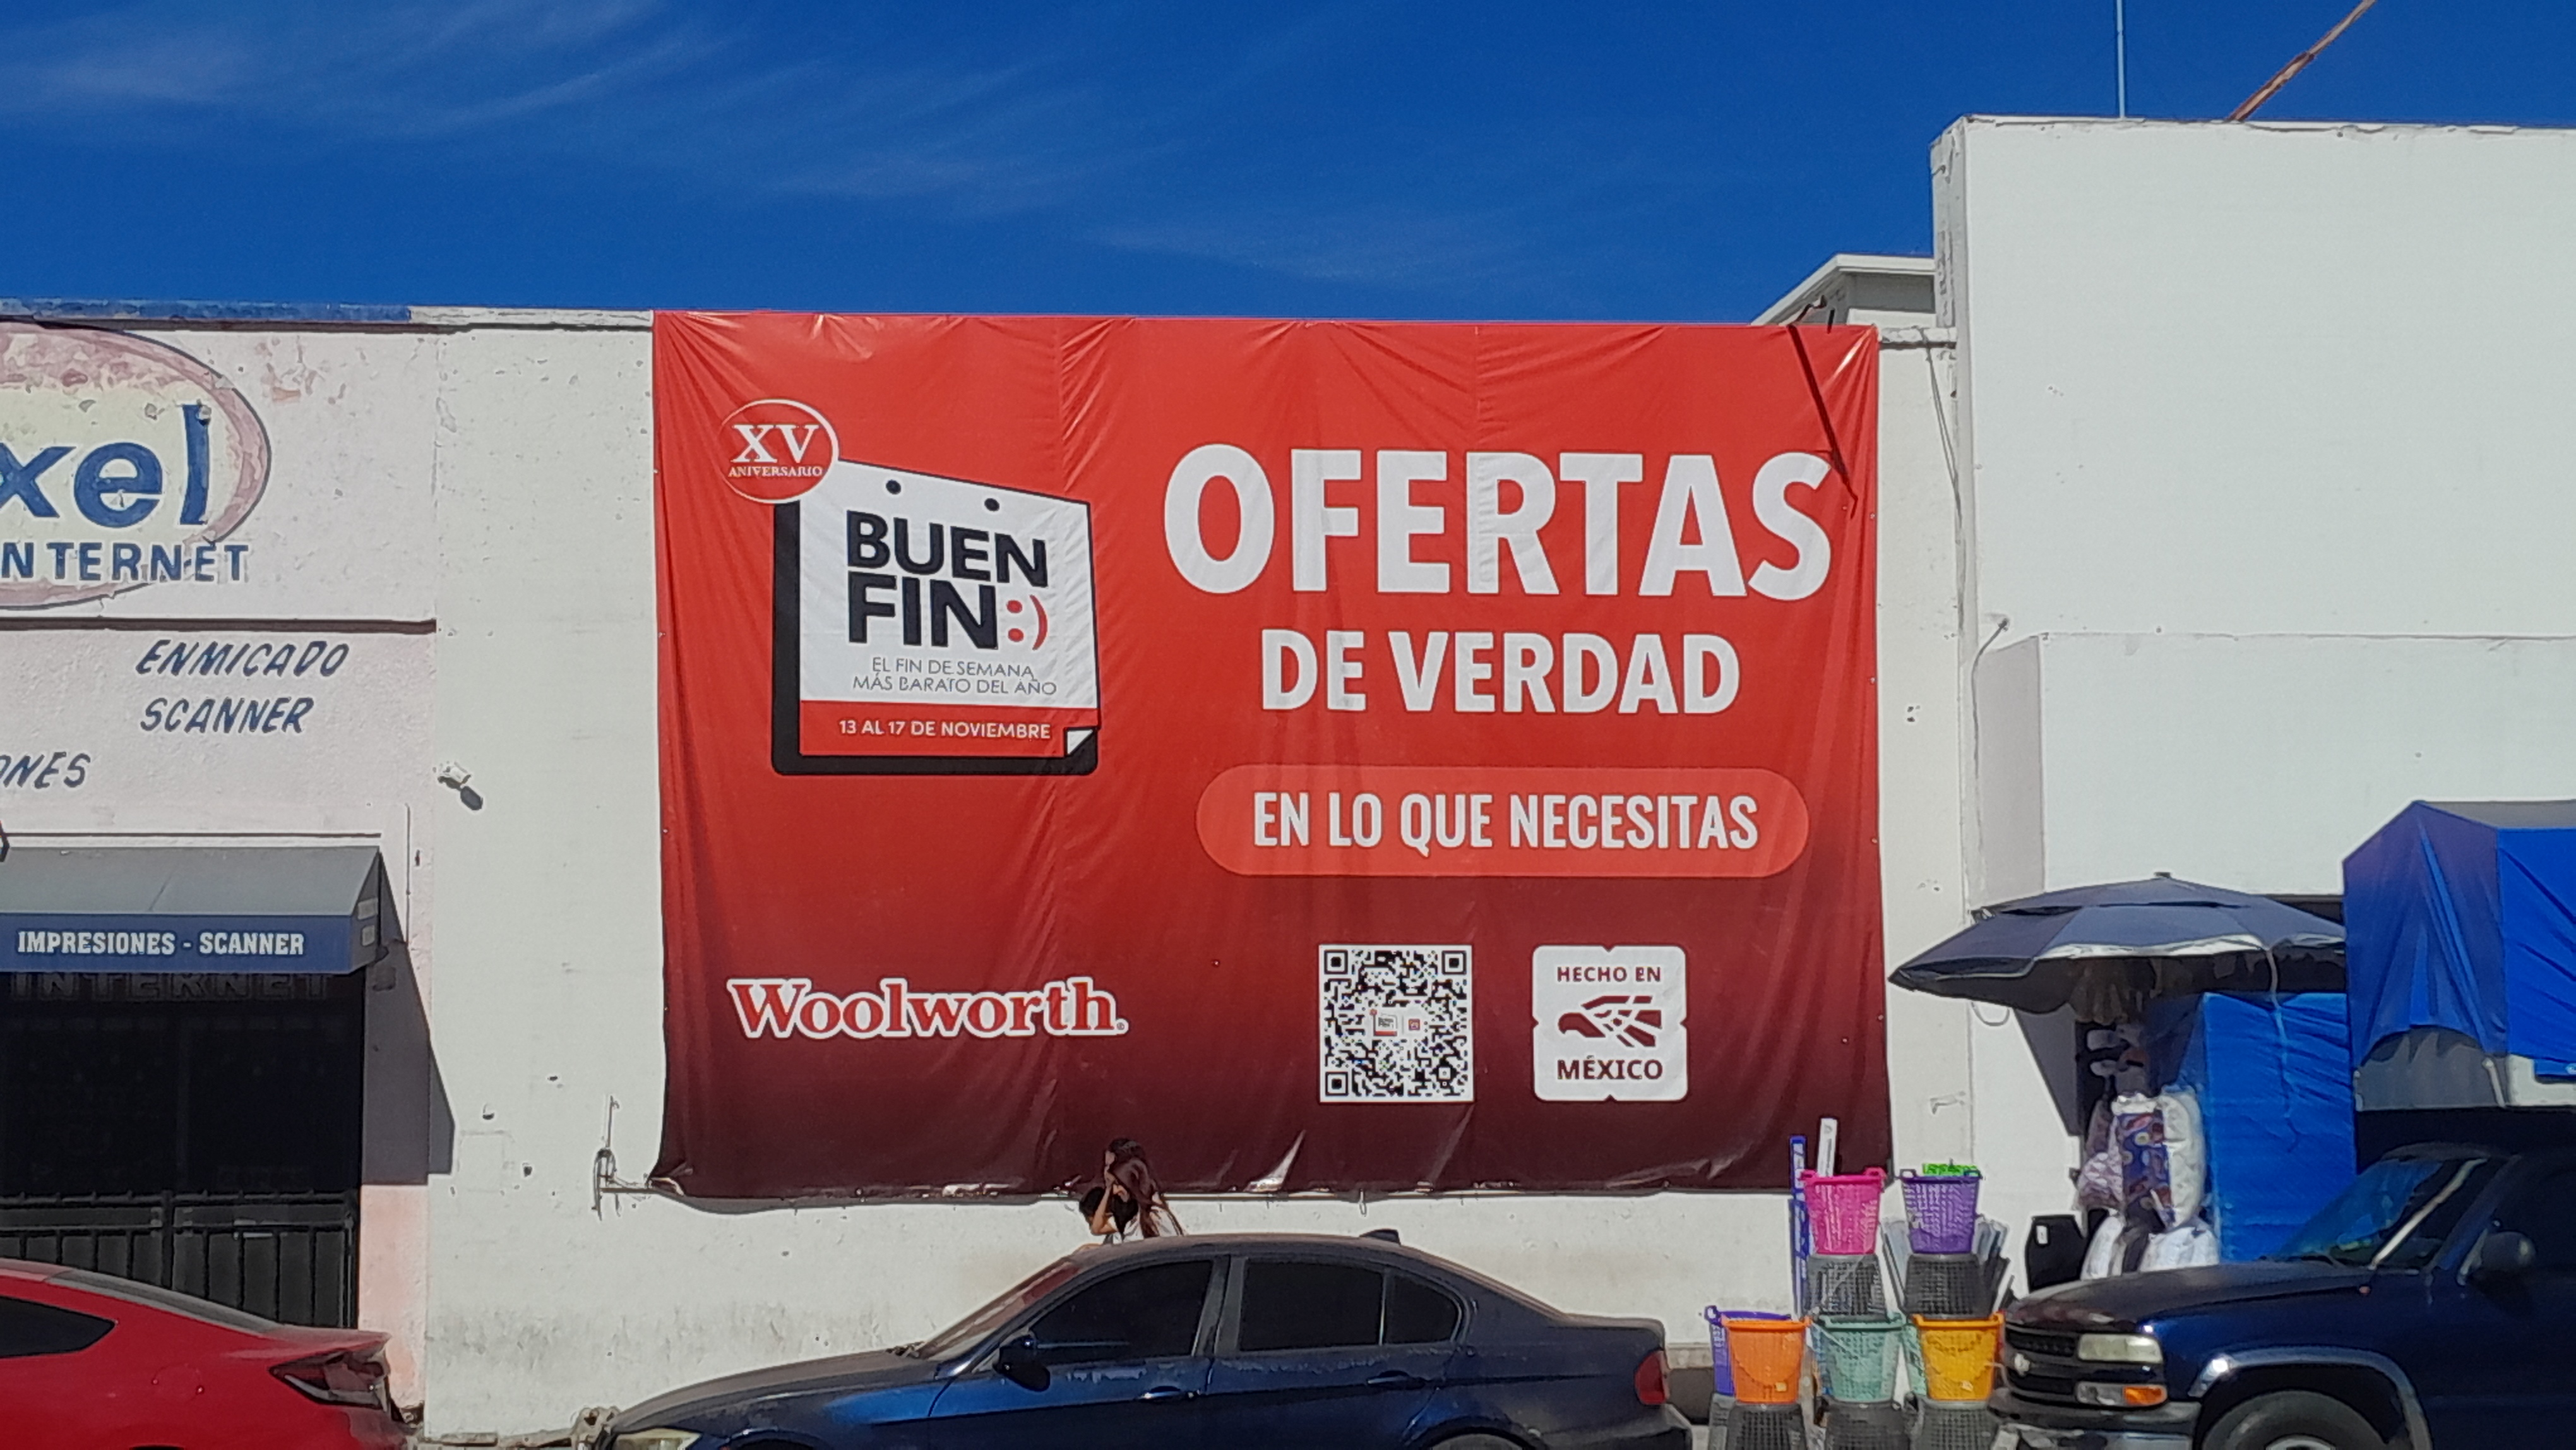 xel
INTERNET
ENMICADO
SCANNER
IMPRESIONES - SCANNER
INTERNET
XV
ANIVERSARIO
BUEN
FIN:)
EL FIN DE SEMANA
MÁS BARATO DEL AÑO
13 AL 17 DE NOVIEMBRE
OFERTAS
DE VERDAD
EN LO QUE NECESITAS
Woolworth®
HECHO EN
MÉXICO